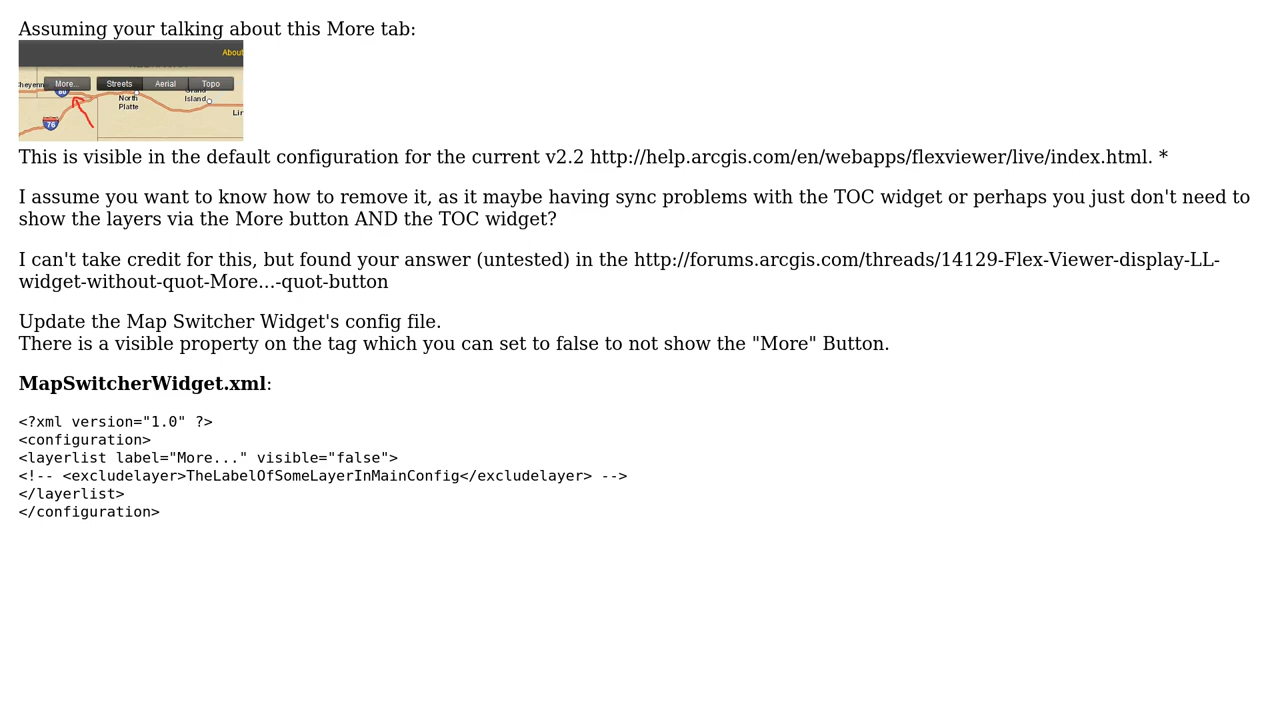 Assuming your talking about this More tab:
About
More...
Streets
Aerial
Topo
80
North
Platte
Island
76
This is visible in the default configuration for the current v2.2 http://help.arcgis.com/en/webapps/flexviewer/live/index.html. *
I assume you want to know how to remove it, as it maybe having sync problems with the TOC widget or perhaps you just don't need to
show the layers via the More button AND the TOC widget?
I can't take credit for this, but found your answer (untested) in the http://forums.arcgis.com/threads/14129-Flex-Viewer-display-LL-
widget-without-quot-More...-quot-button
Update the Map Switcher Widget's config file.
There is a visible property on the tag which you can set to false to not show the "More" Button.
MapSwitcherWidget.xml:
<?xml version="1.0" ?>
<configuration>
<layerlist label="More..." visible="false">
<!-- <excludelayer>TheLabelOfSomeLayerInMainConfig</excludelayer> -->
</layerlist>
</configuration>